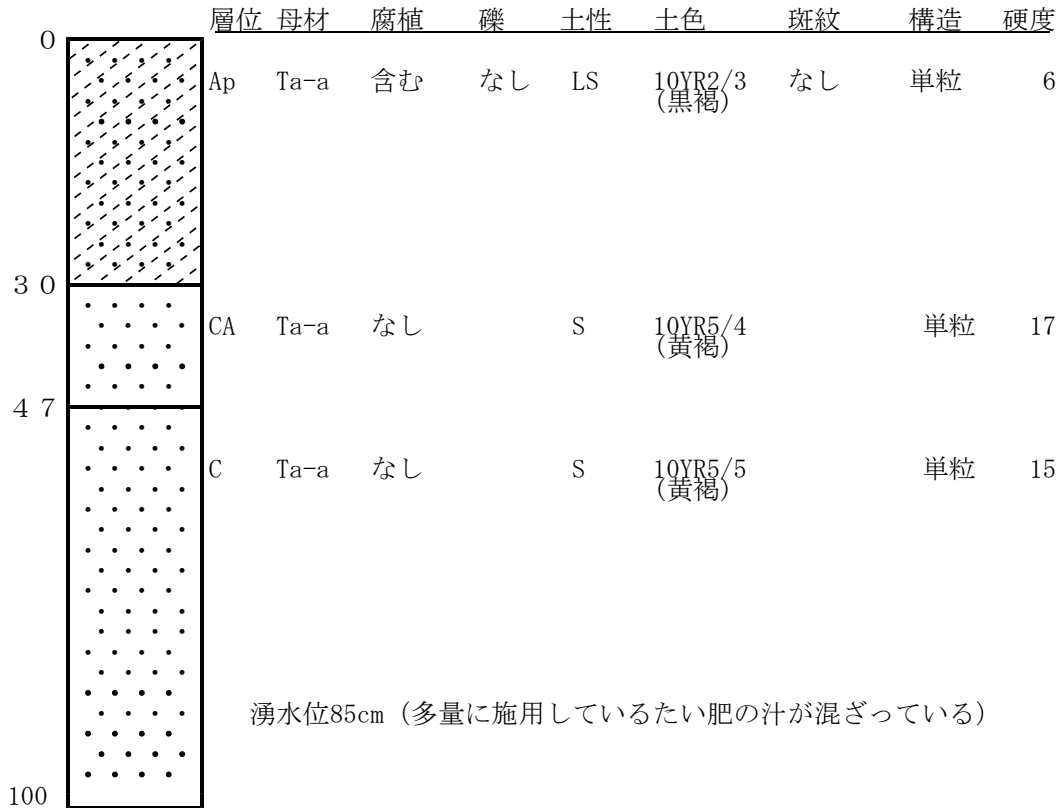 層位 母材 腐植 礫 土性 土色 斑紋 構造 硬度
0
Ap Ta-a 含む なし LS 10YR2/3 なし 単粒 6
(黒褐)
30
CA Ta-a なし S 10YR5/4 単粒 17
(黄褐)
47
C Ta-a なし S 10YR5/5 単粒 15
(黄褐)
湧水位85cm (多量に施用しているたい肥の汁が混ざっている)
100